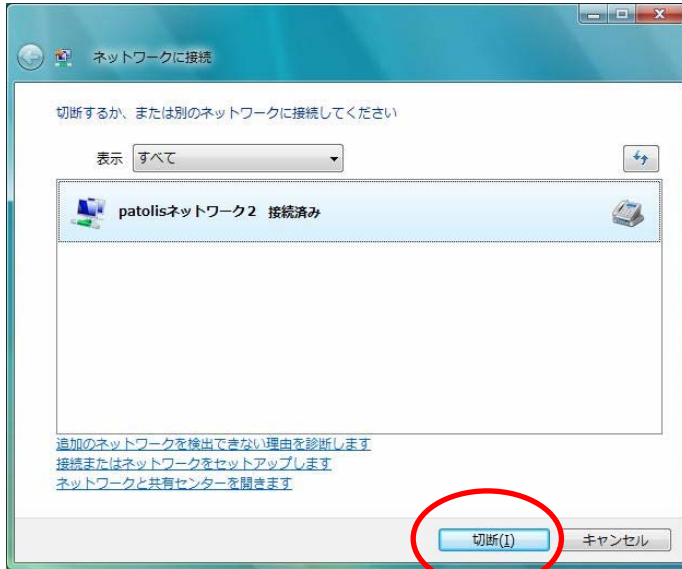 ネットワークに接続
切断するか、または別のネットワークに接続してください
表示 すべて
patolisネットワーク2 接続済み
追加のネットワークを検出できない理由を診断します
接続またはネットワークをセットアップします
ネットワークと共有センターを開きます
切断(I) キャンセル